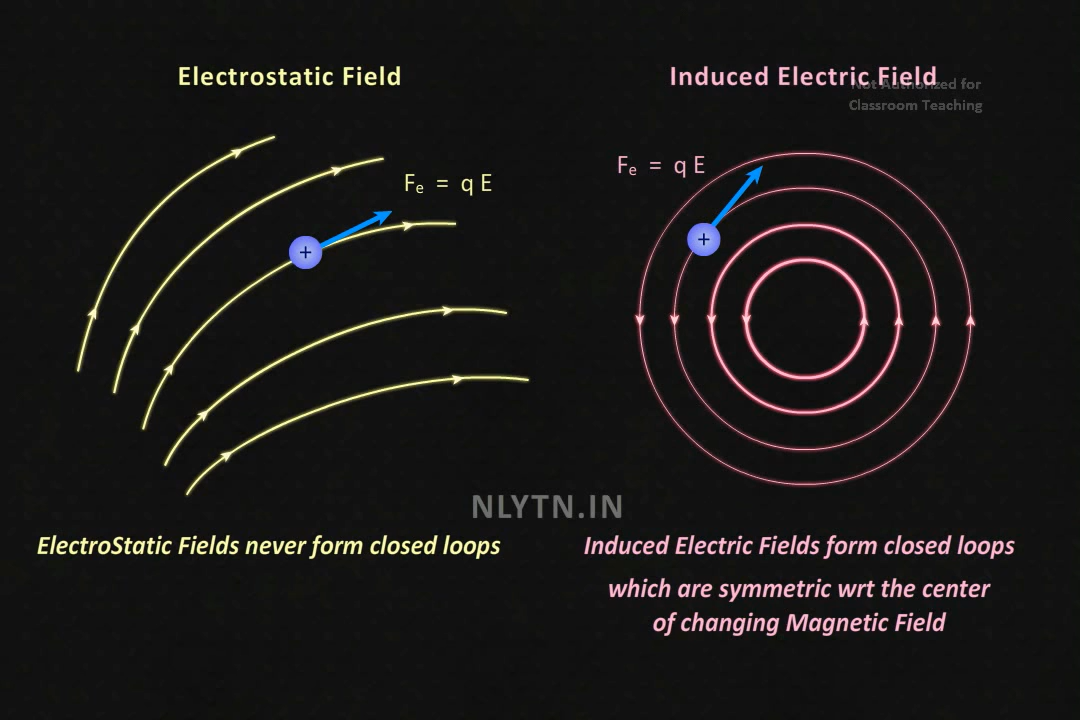 Electrostatic Field
Induced Electric Field
Not Authorized for
Classroom Teaching
Fₑ = q E
Fₑ = q E
+
+
NLYTN.IN
ElectroStatic Fields never form closed loops
Induced Electric Fields form closed loops
which are symmetric wrt the center
of changing Magnetic Field